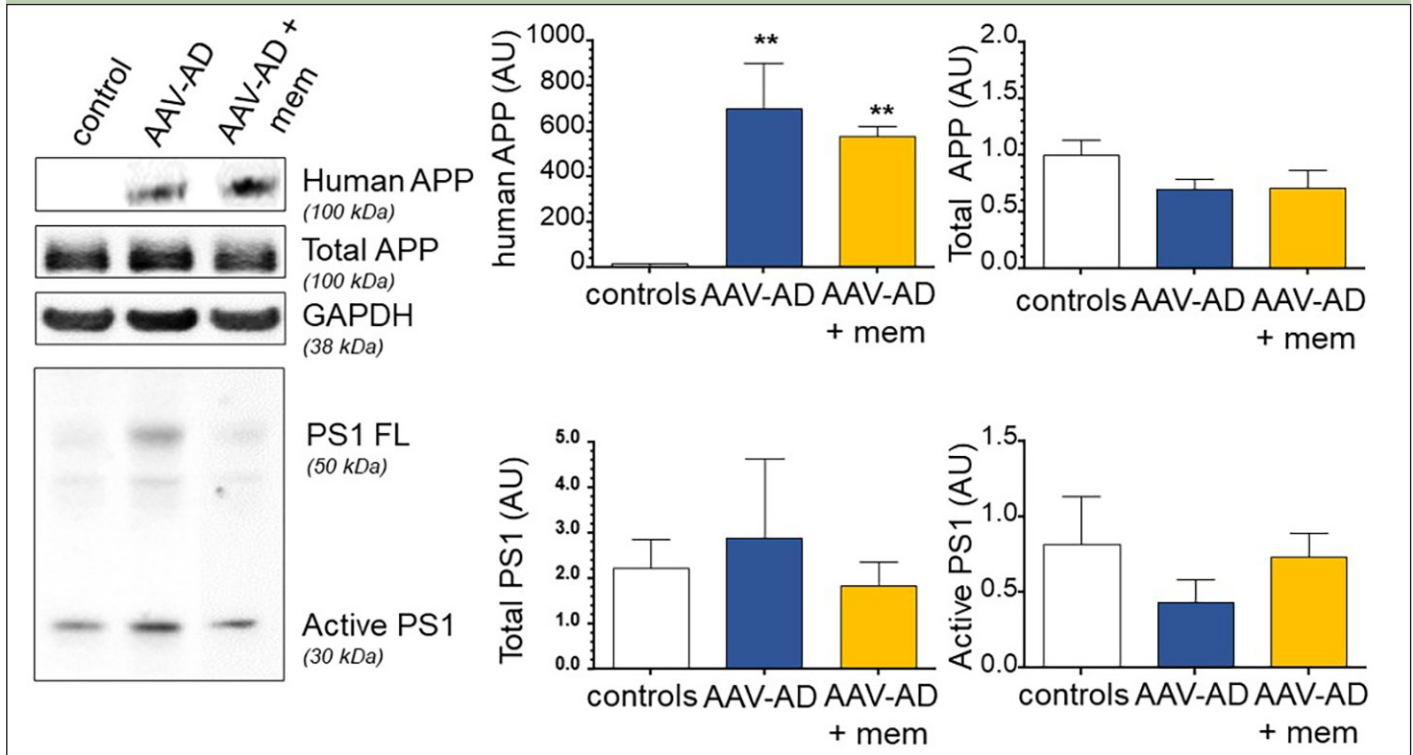 control
AAV-AD
AAV-AD +
mem
Human APP
(100 kDa)
Total APP
(100 kDa)
GAPDH
(38 kDa)
PS1 FL
(50 kDa)
Active PS1
(30 kDa)
human APP (AU)
1000
800
600
400
200
0
**
**
controls AAV-AD AAV-AD
+ mem
Total APP (AU)
2.0
1.5
1.0
0.5
0.0
controls AAV-AD AAV-AD
+ mem
Total PS1 (AU)
5.0
4.0
3.0
2.0
1.0
0.0
controls AAV-AD AAV-AD
+ mem
Active PS1 (AU)
1.5
1.0
0.5
0.0
controls AAV-AD AAV-AD
+ mem